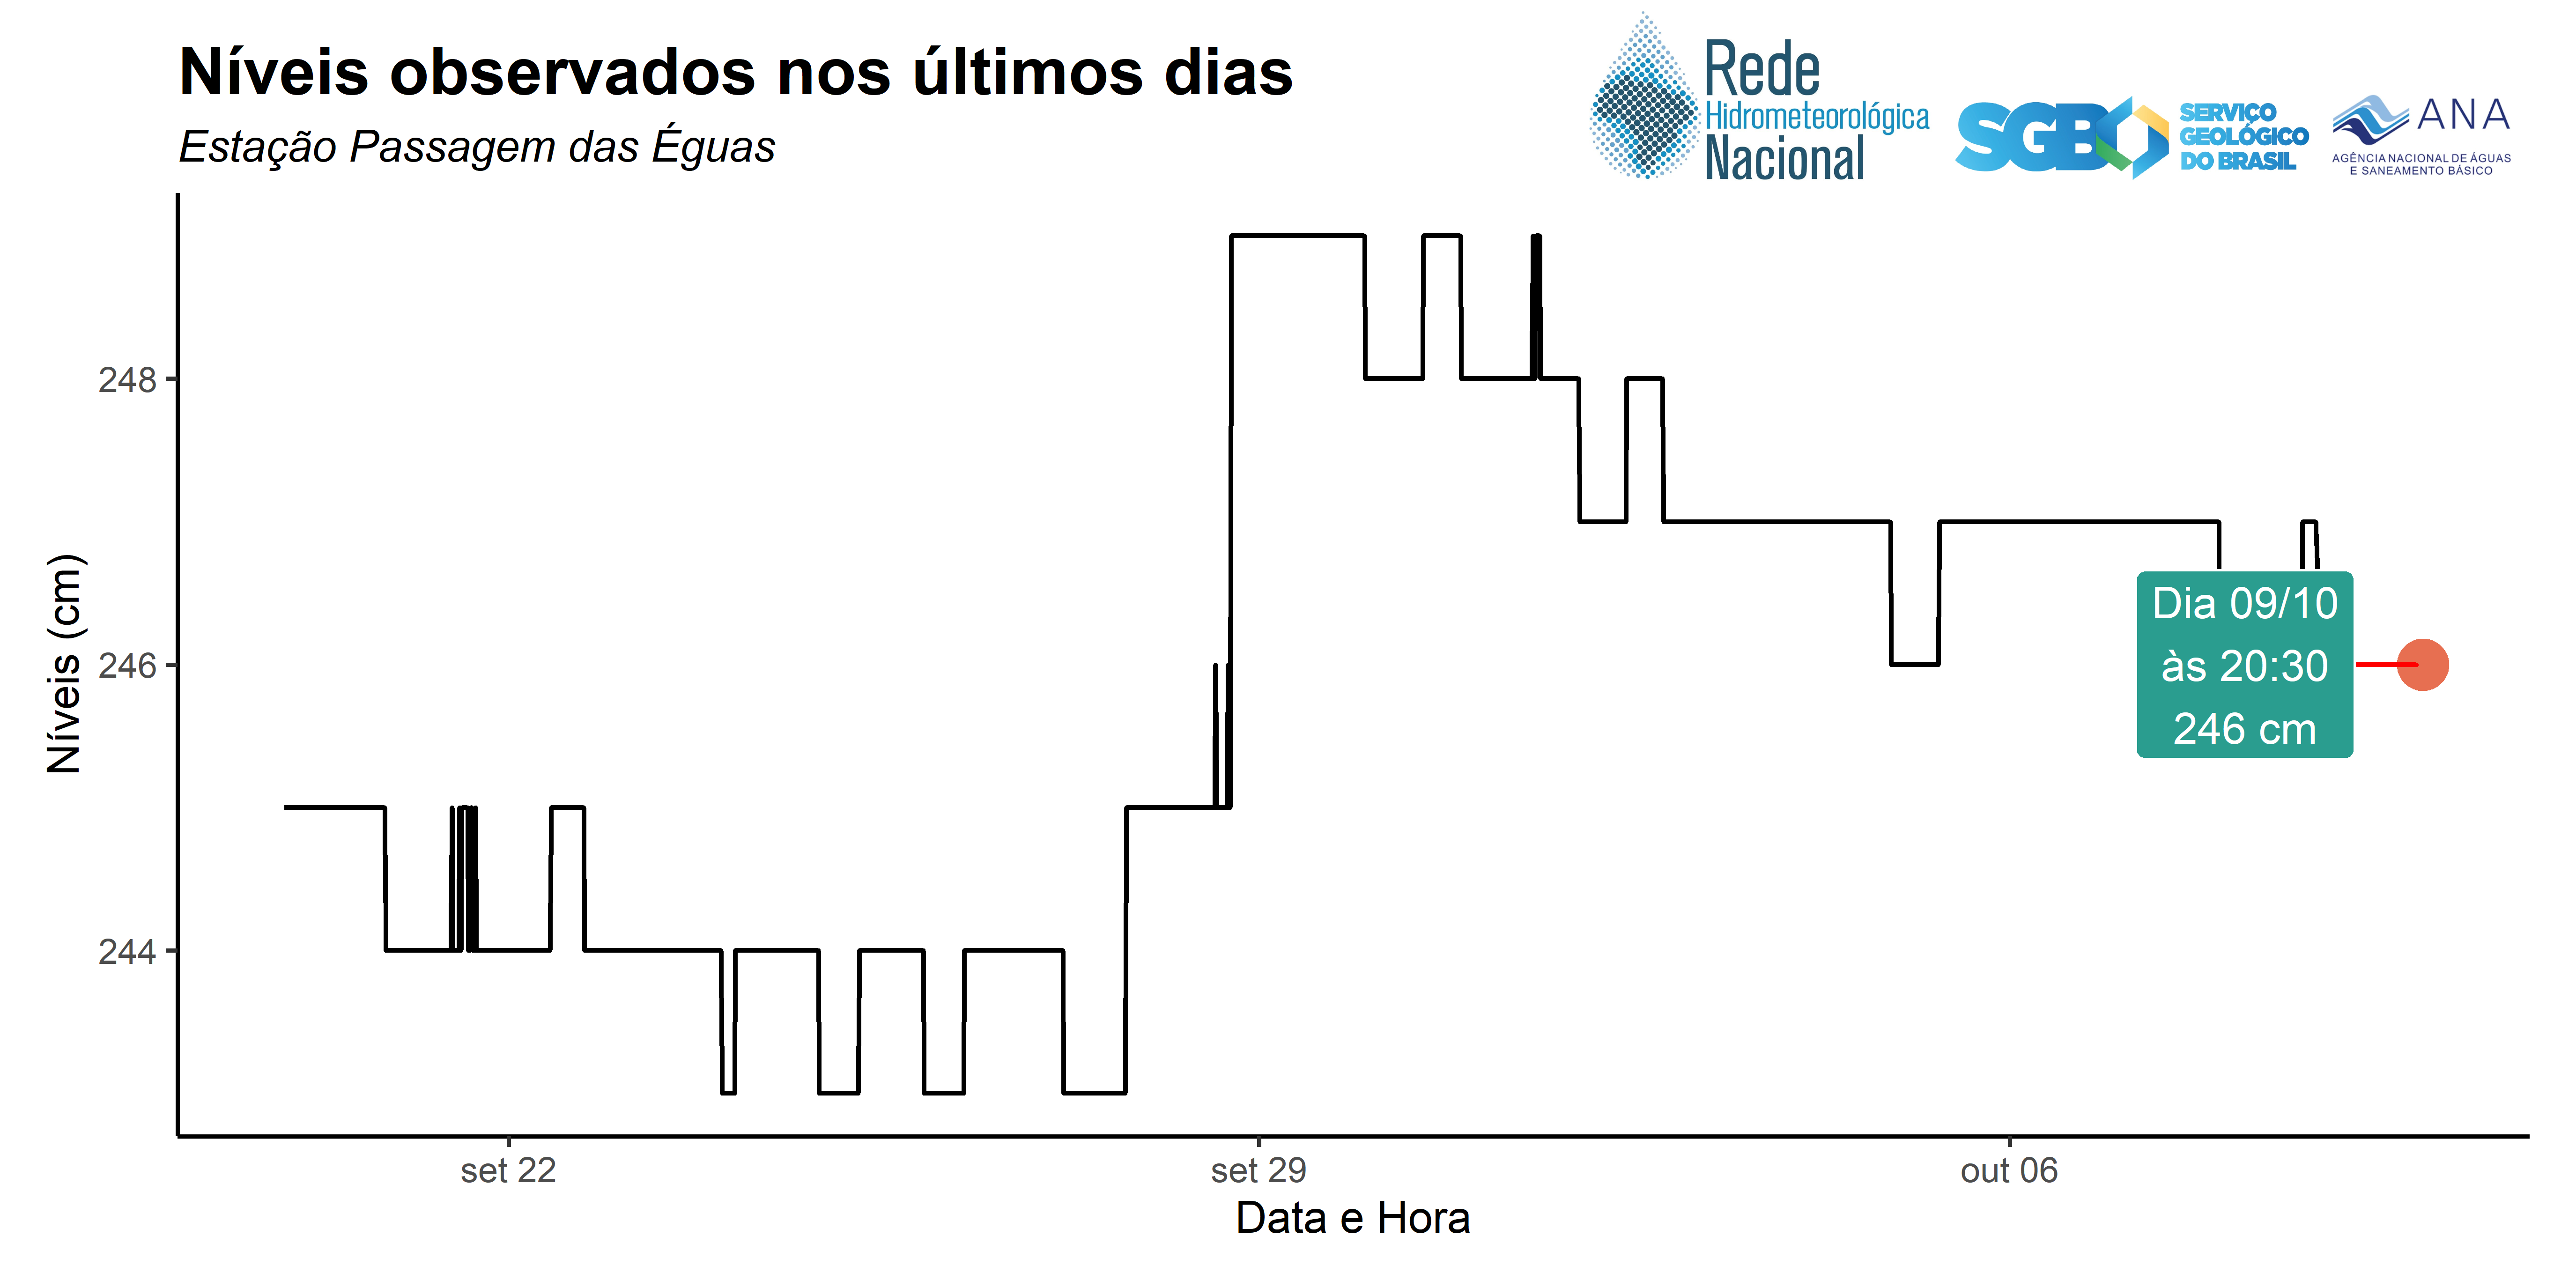 Níveis observados nos últimos dias
Estação Passagem das Éguas
Rede
Hidrometeorológica
Nacional
SGB
SERVIÇO
GEOLÓGICO
DO BRASIL
ANA
AGÊNCIA NACIONAL DE ÁGUAS
E SANEAMENTO BÁSICO
Níveis (cm)
248
246
244
Dia 09/10
às 20:30
246 cm
set 22
set 29
out 06
Data e Hora